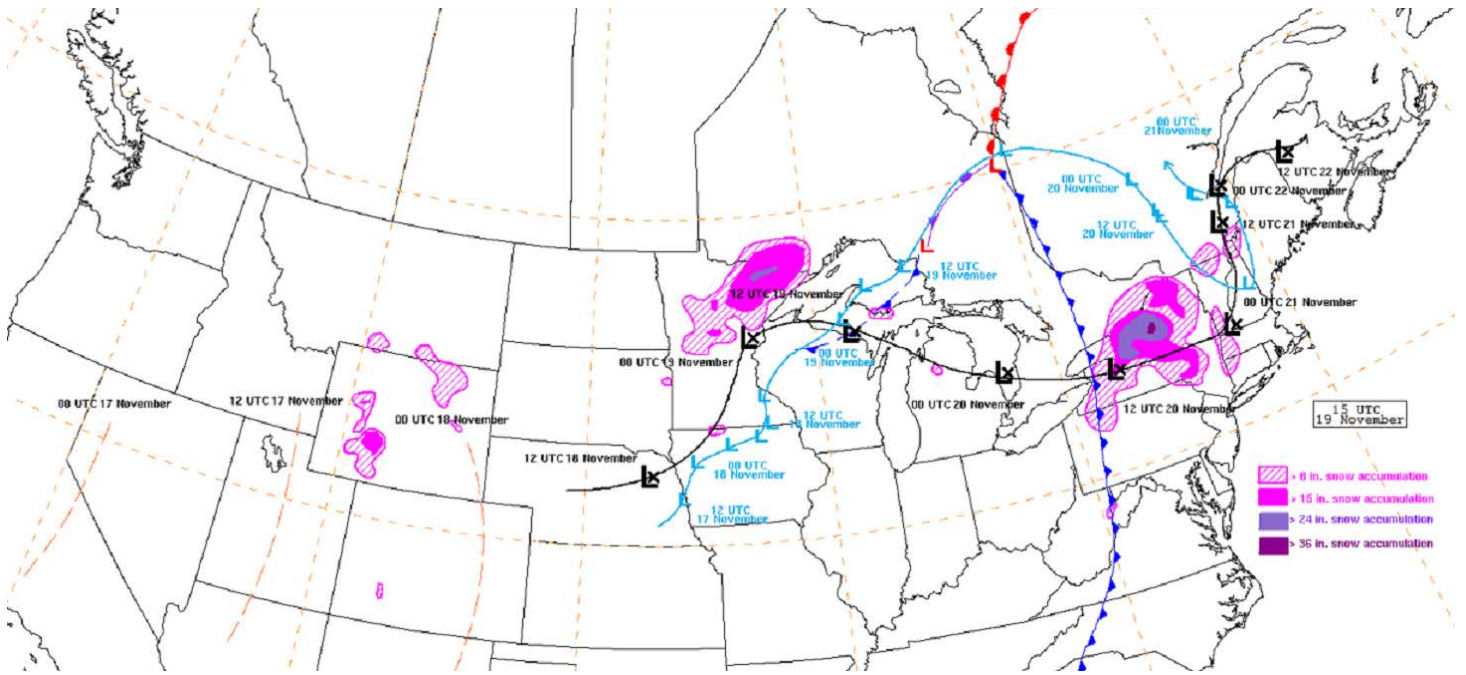 00 UTC
21 November
12 UTC 22 November
00 UTC
20 November
00 UTC 22 November
12 UTC
20 November
12 UTC 21 November
12 UTC
19 November
12 UTC 19 November
00 UTC 21 November
00 UTC 19 November
00 UTC
19 November
00 UTC 17 November
12 UTC 17 November
00 UTC 18 November
00 UTC 20 November
12 UTC 20 November
15 UTC
19 November
12 UTC
November
12 UTC 18 November
00 UTC
18 November
12 UTC
17 November
> 6 in. snow accumulation
> 15 in. snow accumulation
> 24 in. snow accumulation
> 36 in. snow accumulation